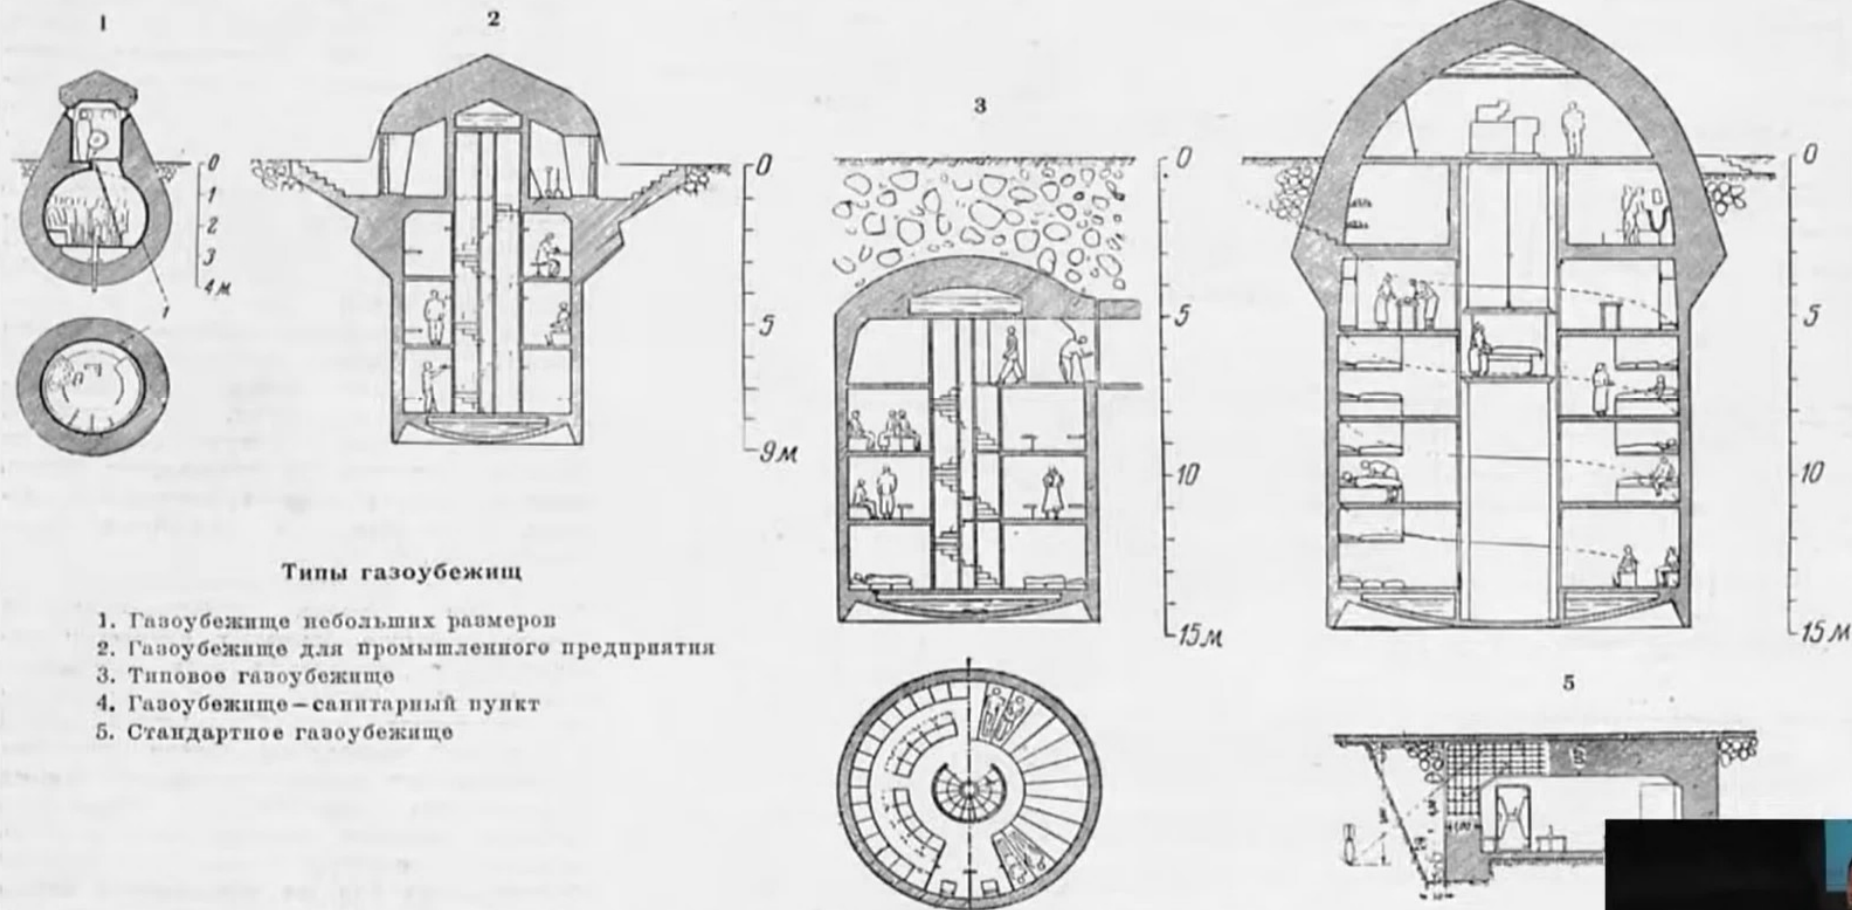 1
2
3
0
1
2
3
4 м
1
0
5
9 м
0
5
10
15 м
0
5
10
15 м
Типы газоубежищ
1. Газоубежище небольших размеров
2. Газоубежище для промышленного предприятия
3. Типовое газоубежище
4. Газоубежище — санитарный пункт
5. Стандартное газоубежище
5